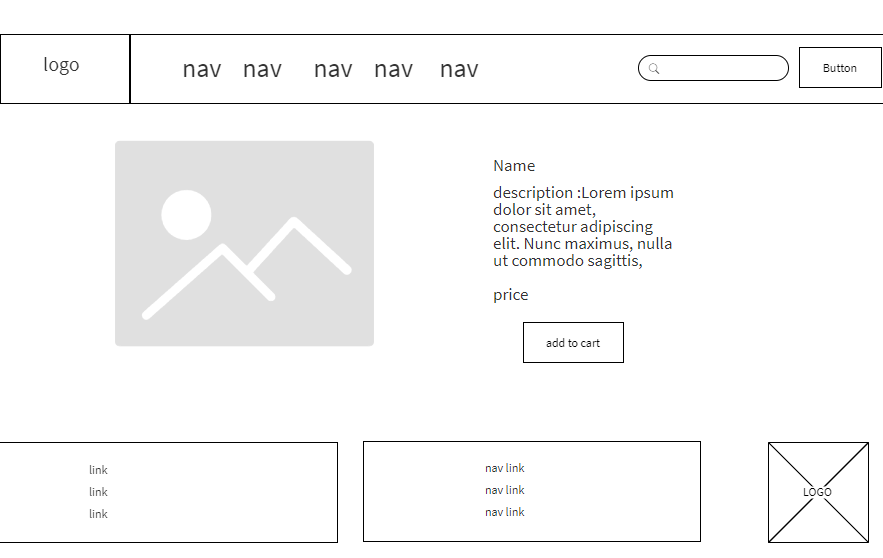 logo
nav nav nav nav nav
Button
Name
description :Lorem ipsum
dolor sit amet,
consectetur adipiscing
elit. Nunc maximus, nulla
ut commodo sagittis,
price
add to cart
link
link
link
nav link
nav link
nav link
LOGO